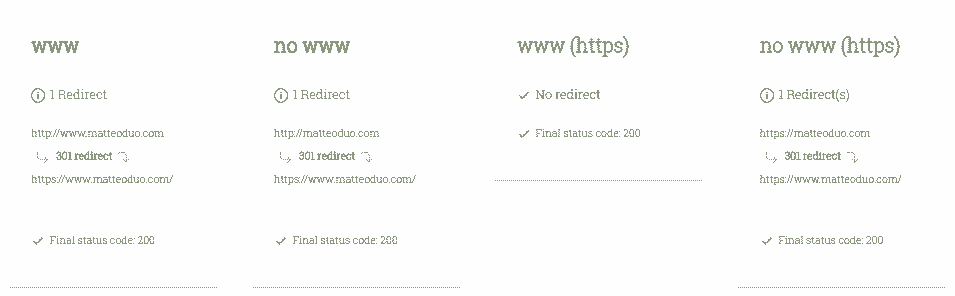 www
1 Redirect
http://www.matteoduo.com
301 redirect
https://www.matteoduo.com/
Final status code: 200
no www
1 Redirect
http://matteoduo.com
301 redirect
https://www.matteoduo.com/
Final status code: 200
www (https)
No redirect
Final status code: 200
no www (https)
1 Redirect(s)
https://matteoduo.com
301 redirect
https://www.matteoduo.com/
Final status code: 200